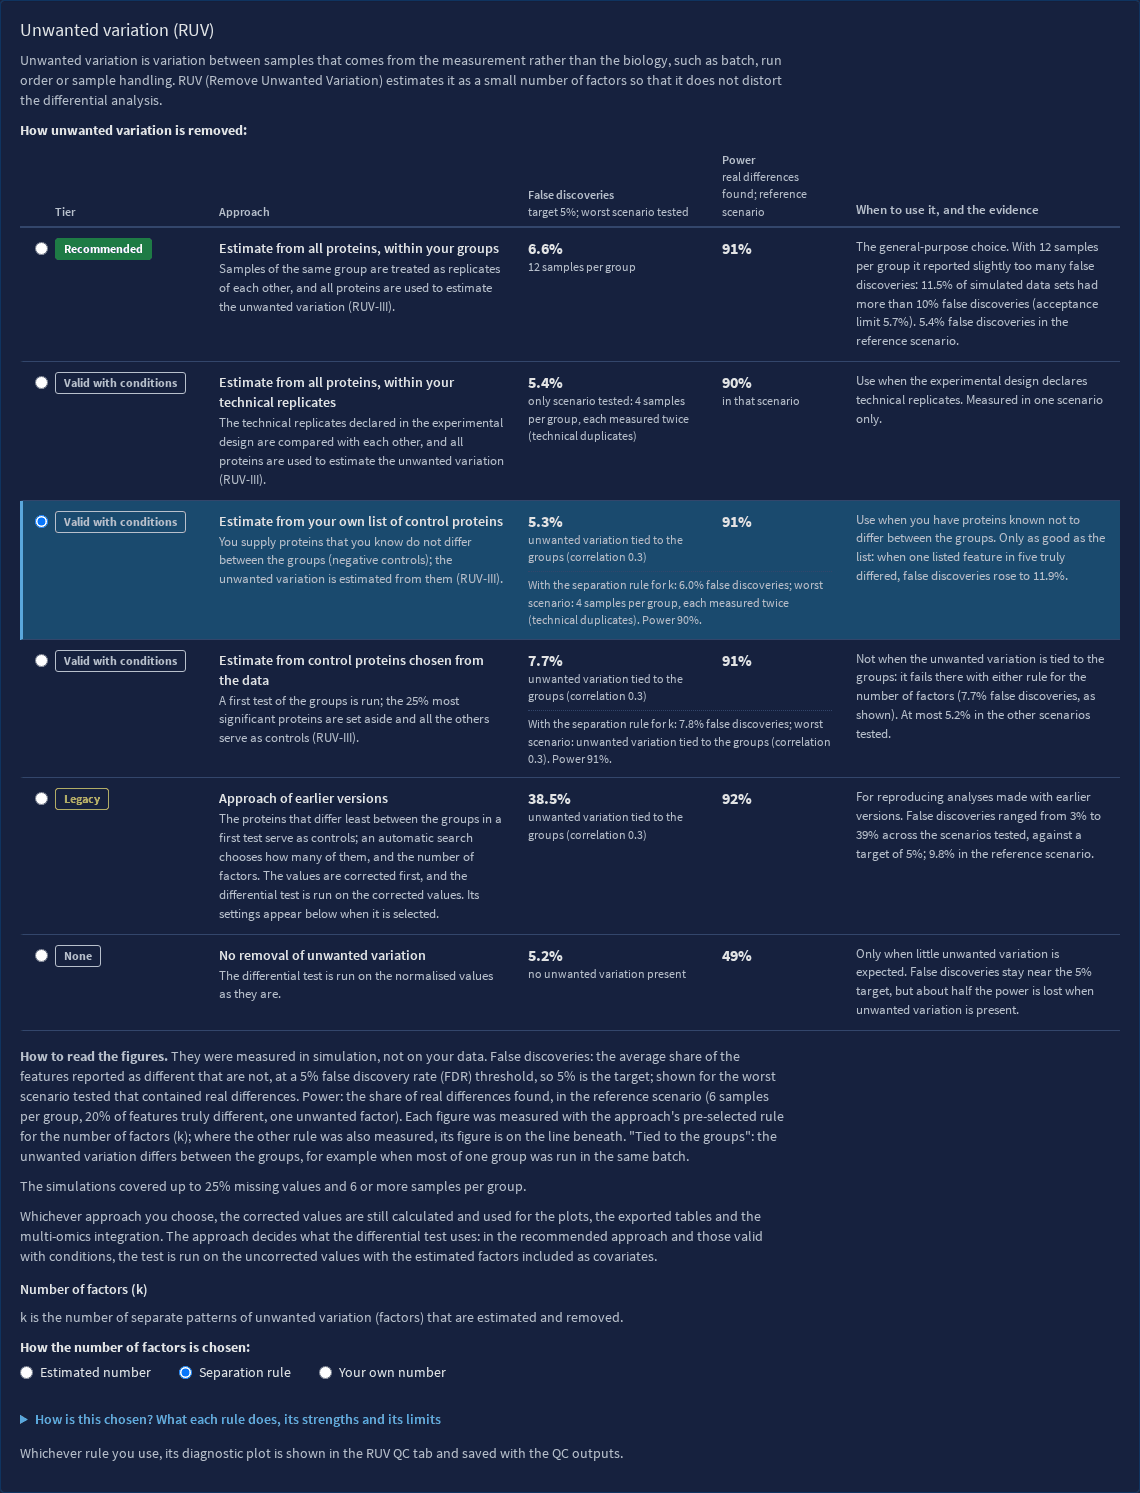 Unwanted variation (RUV)
Unwanted variation is variation between samples that comes from the measurement rather than the biology, such as batch, run
order or sample handling. RUV (Remove Unwanted Variation) estimates it as a small number of factors so that it does not distort
the differential analysis.
How unwanted variation is removed:
Tier
Approach
False discoveries
target 5%; worst scenario tested
Power
real differences
found; reference
scenario
When to use it, and the evidence
Recommended
Estimate from all proteins, within your groups
Samples of the same group are treated as replicates
of each other, and all proteins are used to estimate
the unwanted variation (RUV-III).
6.6%
12 samples per group
91%
The general-purpose choice. With 12 samples
per group it reported slightly too many false
discoveries: 11.5% of simulated data sets had
more than 10% false discoveries (acceptance
limit 5.7%). 5.4% false discoveries in the
reference scenario.
Valid with conditions
Estimate from all proteins, within your
technical replicates
The technical replicates declared in the experimental
design are compared with each other, and all
proteins are used to estimate the unwanted variation
(RUV-III).
5.4%
only scenario tested: 4 samples
per group, each measured twice
(technical duplicates)
90%
in that scenario
Use when the experimental design declares
technical replicates. Measured in one scenario
only.
Valid with conditions
Estimate from your own list of control proteins
You supply proteins that you know do not differ
between the groups (negative controls); the
unwanted variation is estimated from them (RUV-III).
5.3%
unwanted variation tied to the
groups (correlation 0.3)
91%
With the separation rule for k: 6.0% false discoveries; worst
scenario: 4 samples per group, each measured twice
(technical duplicates). Power 90%.
Use when you have proteins known not to
differ between the groups. Only as good as the
list: when one listed feature in five truly
differed, false discoveries rose to 11.9%.
Valid with conditions
Estimate from control proteins chosen from
the data
A first test of the groups is run; the 25% most
significant proteins are set aside and all the others
serve as controls (RUV-III).
7.7%
unwanted variation tied to the
groups (correlation 0.3)
91%
With the separation rule for k: 7.8% false discoveries; worst
scenario: unwanted variation tied to the groups (correlation
0.3). Power 91%.
Not when the unwanted variation is tied to the
groups: it fails there with either rule for the
number of factors (7.7% false discoveries, as
shown). At most 5.2% in the other scenarios
tested.
Legacy
Approach of earlier versions
The proteins that differ least between the groups in a
first test serve as controls; an automatic search
chooses how many of them, and the number of
factors. The values are corrected first, and the
differential test is run on the corrected values. Its
settings appear below when it is selected.
38.5%
unwanted variation tied to the
groups (correlation 0.3)
92%
For reproducing analyses made with earlier
versions. False discoveries ranged from 3% to
39% across the scenarios tested, against a
target of 5%; 9.8% in the reference scenario.
None
No removal of unwanted variation
The differential test is run on the normalised values
as they are.
5.2%
no unwanted variation present
49%
Only when little unwanted variation is
expected. False discoveries stay near the 5%
target, but about half the power is lost when
unwanted variation is present.
How to read the figures. They were measured in simulation, not on your data. False discoveries: the average share of the
features reported as different that are not, at a 5% false discovery rate (FDR) threshold, so 5% is the target; shown for the worst
scenario tested that contained real differences. Power: the share of real differences found, in the reference scenario (6 samples
per group, 20% of features truly different, one unwanted factor). Each figure was measured with the approach's pre-selected rule
for the number of factors (k); where the other rule was also measured, its figure is on the line beneath. "Tied to the groups": the
unwanted variation differs between the groups, for example when most of one group was run in the same batch.
The simulations covered up to 25% missing values and 6 or more samples per group.
Whichever approach you choose, the corrected values are still calculated and used for the plots, the exported tables and the
multi-omics integration. The approach decides what the differential test uses: in the recommended approach and those valid
with conditions, the test is run on the uncorrected values with the estimated factors included as covariates.
Number of factors (k)
k is the number of separate patterns of unwanted variation (factors) that are estimated and removed.
How the number of factors is chosen:
Estimated number
Separation rule
Your own number
How is this chosen? What each rule does, its strengths and its limits
Whichever rule you use, its diagnostic plot is shown in the RUV QC tab and saved with the QC outputs.